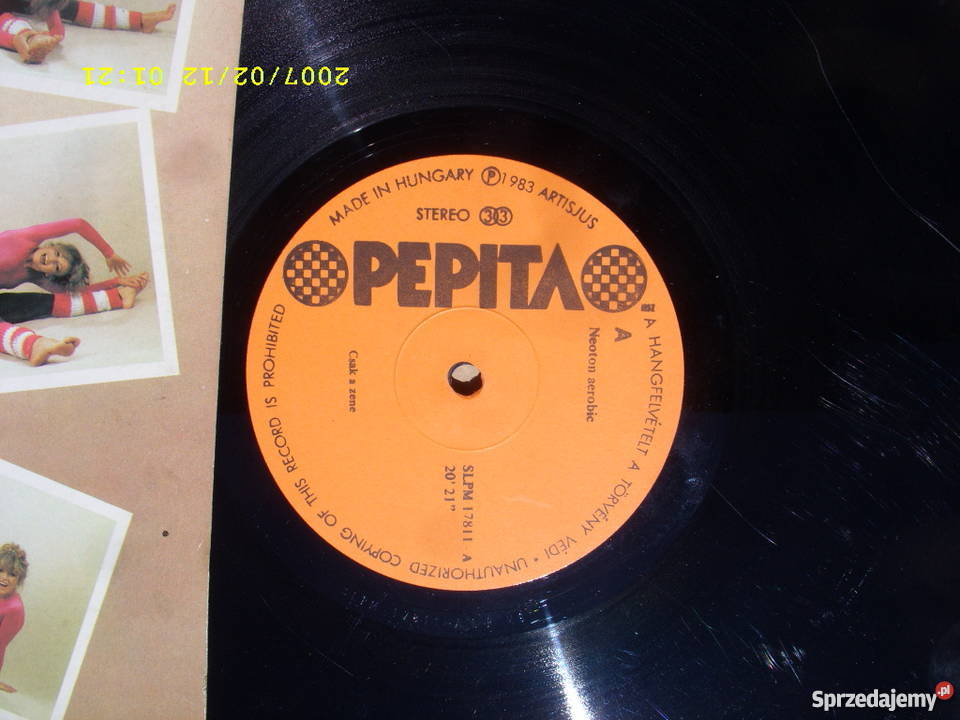 2007/02/12 01:21
MADE IN HUNGARY Ⓟ 1983 ARTISJUS
STEREO 33
PEPITA
A HANGFELVÉTELT A TÖRVÉNY VÉDI * UNAUTHORIZED COPYING OF THIS RECORD IS PROHIBITED
A
Neoton aerobic
Csak a zene
SLPM 17811 A
20' 21"
Sprzedajemy.pl